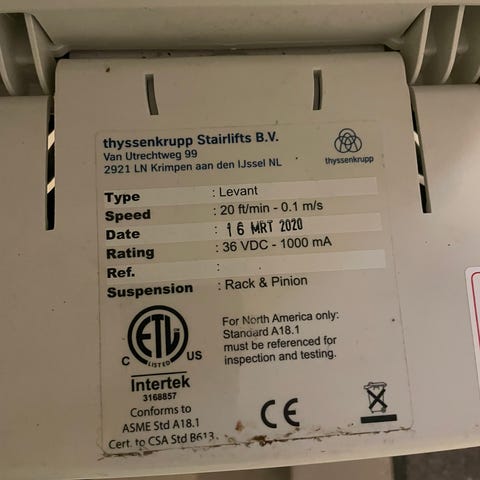 thyssenkrupp Stairlifts B.V.
Van Utrechtweg 99
2921 LN Krimpen aan den IJssel NL
thyssenkrupp
Type : Levant
Speed : 20 ft/min - 0.1 m/s
Date : 16 MRT 2020
Rating : 36 VDC - 1000 mA
Ref. :
Suspension : Rack & Pinion
For North America only:
Standard A18.1
must be referenced for
inspection and testing.
ETL
LISTED
C US
Intertek
3168857
Conforms to
ASME Std A18.1
Cert. to CSA Std B613
CE